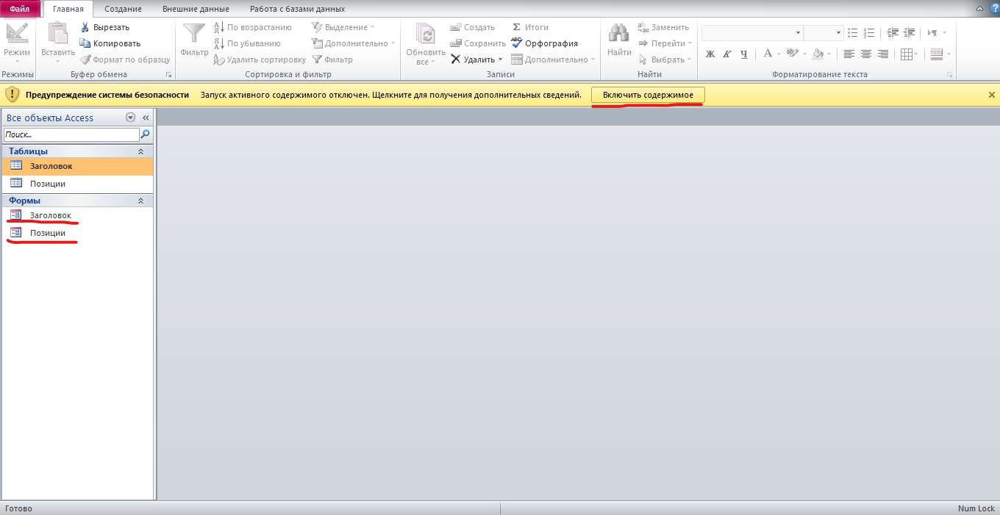 Файл Главная Создание Внешние данные Работа с базами данных
Режим
Режимы
Вставить
Вырезать
Копировать
Формат по образцу
Буфер обмена
Фильтр
По возрастанию
По убыванию
Удалить сортировку
Выделение
Дополнительно
Фильтр
Сортировка и фильтр
Обновить
все
Создать
Сохранить
Удалить
Итоги
Орфография
Дополнительно
Записи
Найти
Заменить
Перейти
Выбрать
Найти
Ж К Ч А
Форматирование текста
Предупреждение системы безопасности Запуск активного содержимого отключен. Щелкните для получения дополнительных сведений. Включить содержимое
Все объекты Access
Поиск...
Таблицы
Заголовок
Позиции
Формы
Заголовок
Позиции
Готово Num Lock